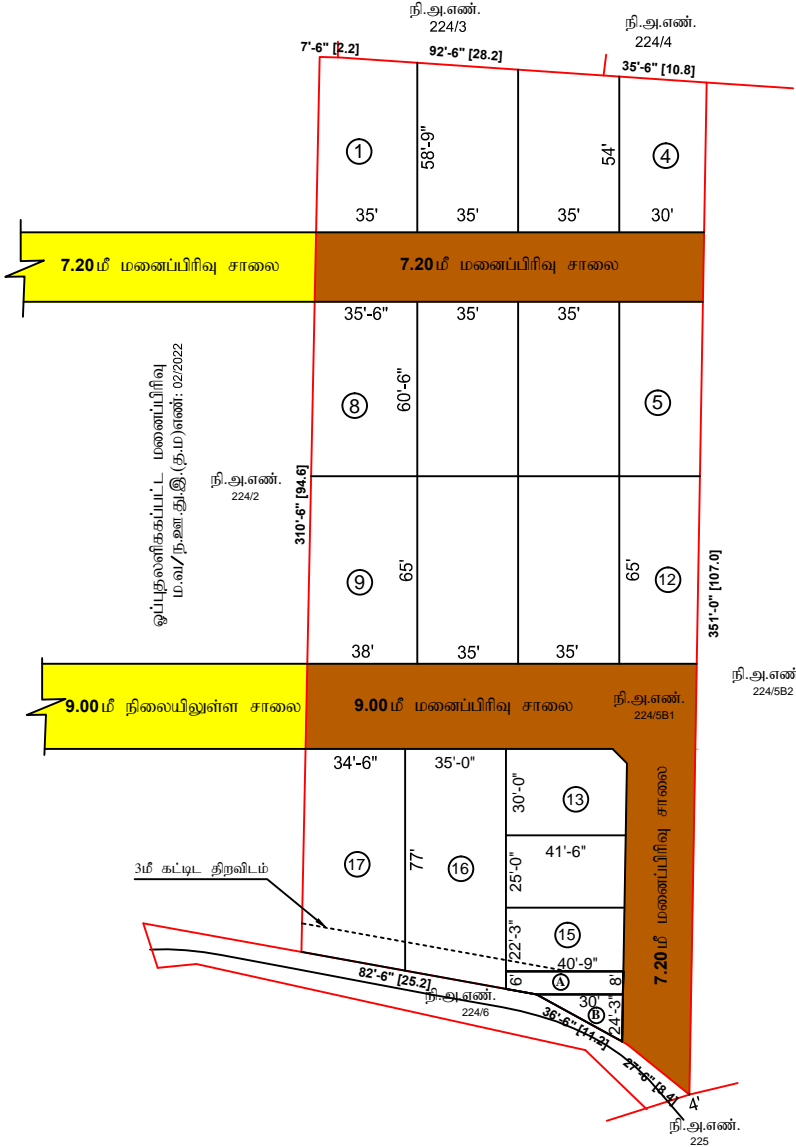 நி.அ.எண்.
224/3
நி.அ.எண்.
224/4
7'-6" [2.2]
92'-6" [28.2]
35'-6" [10.8]
1
58'-9"
54'
4
35'
35'
35'
30'
7.20மீ மனைப்பிரிவு சாலை
7.20மீ மனைப்பிரிவு சாலை
35'-6"
35'
35'
ஒப்புதலளிக்கப்பட்ட மனைப்பிரிவு
ம.வ/ந.ஊ.து.இ.(த.ம)எண்: 02/2022
8
60'-6"
5
நி.அ.எண்.
224/2
310'-6" [94.6]
9
65'
65'
12
351'-0" [107.0]
38'
35'
35'
நி.அ.எண்
224/5B2
9.00மீ நிலையிலுள்ள சாலை
9.00மீ மனைப்பிரிவு சாலை
நி.அ.எண்.
224/5B1
34'-6"
35'-0"
30'-0"
13
7.20மீ மனைப்பிரிவு சாலை
41'-6"
25'-0"
17
77'
16
3மீ கட்டிட திறவிடம்
22'-3"
15
40'-9"
6'
A
8'
82'-6" [25.2]
நி.அ.எண்.
224/6
30'
B
24'-3"
36'-6" [11.2]
27'-6" [8.4]
4'
நி.அ.எண்.
225